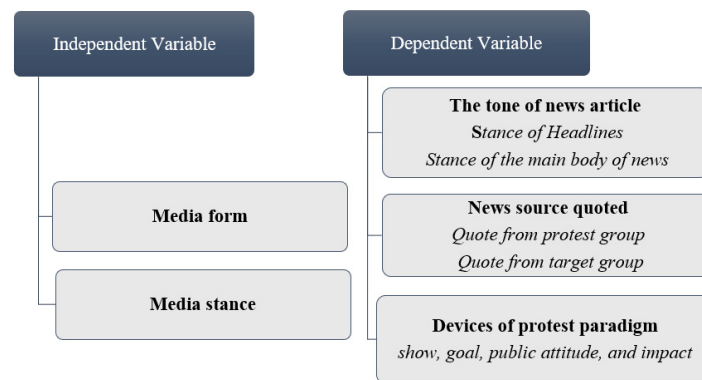 Independent Variable
Media form
Media stance
Dependent Variable
The tone of news article
Stance of Headlines
Stance of the main body of news
News source quoted
Quote from protest group
Quote from target group
Devices of protest paradigm
show, goal, public attitude, and impact